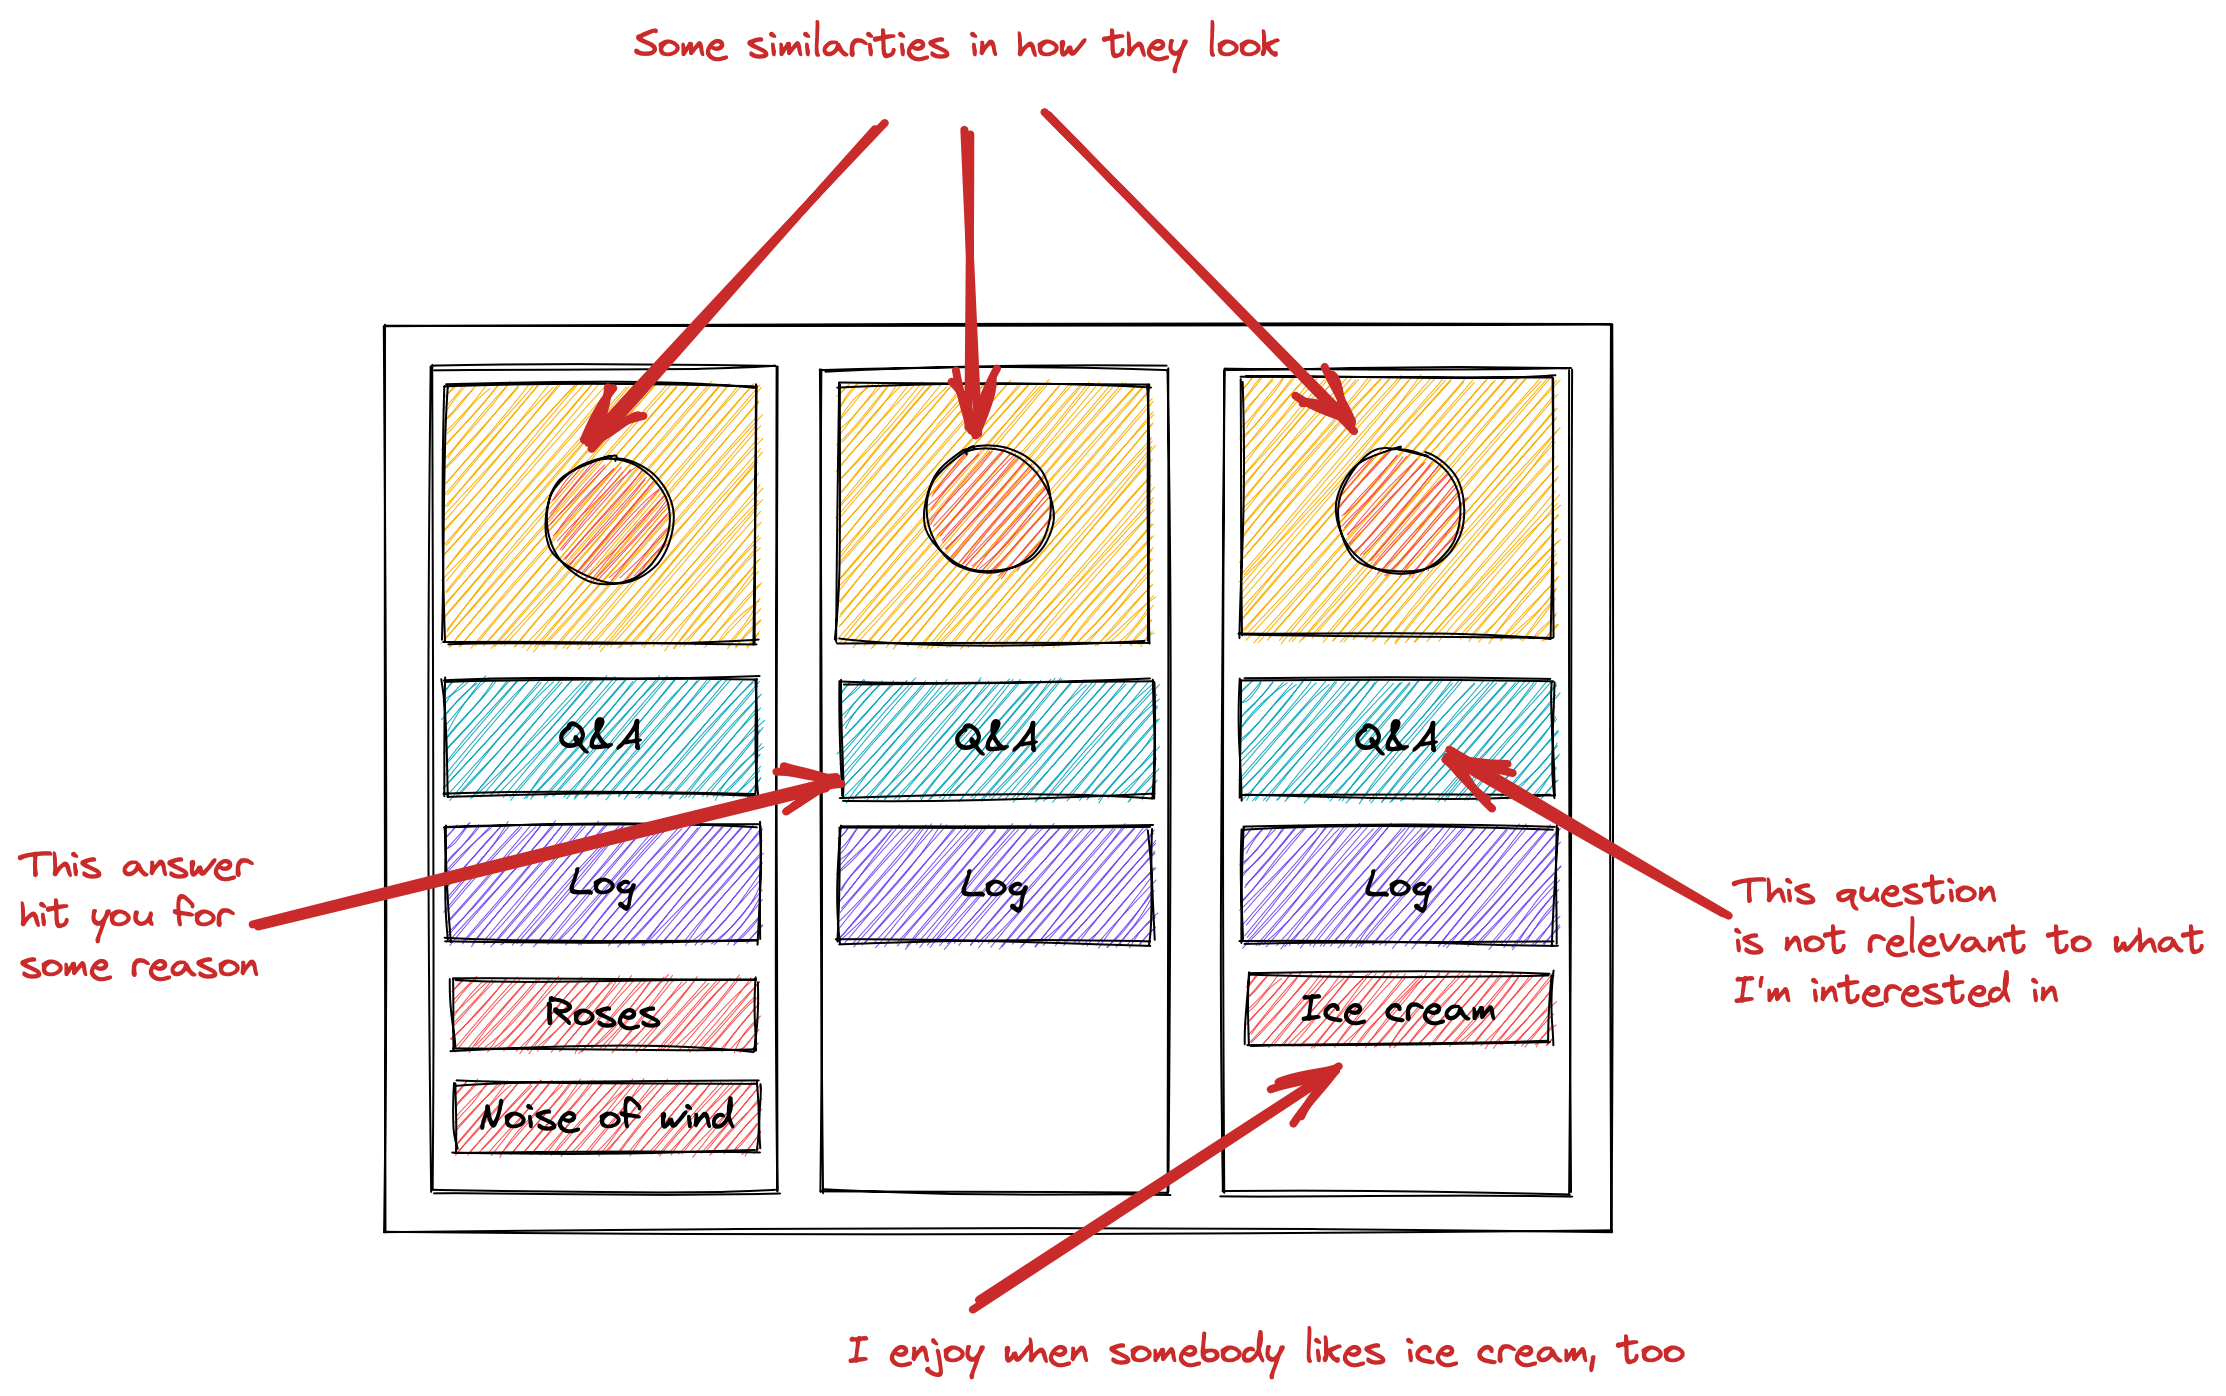 Some similarities in how they look
Q&A
Q&A
Q&A
Log
Log
Log
Roses
Ice cream
Noise of wind
This answer
hit you for
some reason
This question
is not relevant to what
I'm interested in
I enjoy when somebody likes ice cream, too